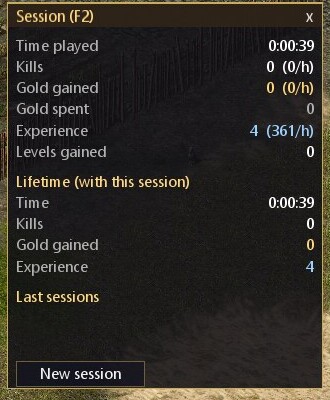 Session (F2) x
Time played 0:00:39
Kills 0 (0/h)
Gold gained 0 (0/h)
Gold spent 0
Experience 4 (361/h)
Levels gained 0
Lifetime (with this session)
Time 0:00:39
Kills 0
Gold gained 0
Experience 4
Last sessions
New session